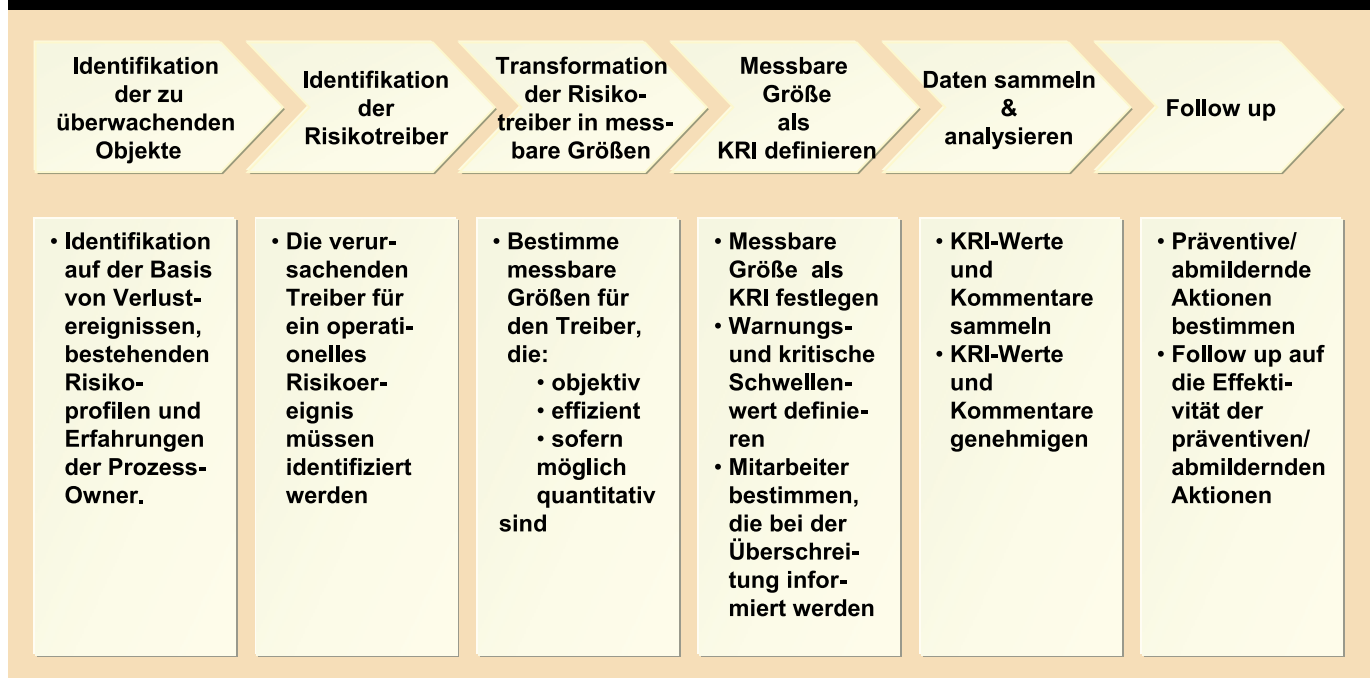 Identifikation
der zu
überwachenden
Objekte
Identifikation
der
Risikotreiber
Transformation
der Risiko-
treiber in mess-
bare Größen
Messbare
Größe
als
KRI definieren
Daten sammeln
&
analysieren
Follow up
• Identifikation
auf der Basis
von Verlust-
ereignissen,
bestehenden
Risiko-
profilen und
Erfahrungen
der Prozess-
Owner.
• Die verur-
sachenden
Treiber für
ein operati-
onelles
Risikoer-
eignis
müssen
identifiziert
werden
• Bestimme
messbare
Größen für
den Treiber,
die:
• objektiv
• effizient
• sofern
möglich
quantitativ
sind
• Messbare
Größe als
KRI festlegen
• Warnungs-
und kritische
Schwellen-
wert definie-
ren
• Mitarbeiter
bestimmen,
die bei der
Überschrei-
tung infor-
miert werden
• KRI-Werte
und
Kommentare
sammeln
• KRI-Werte
und
Kommentare
genehmigen
• Präventive/
abmildernde
Aktionen
bestimmen
• Follow up auf
die Effekti-
vität der
präventiven/
abmildernden
Aktionen